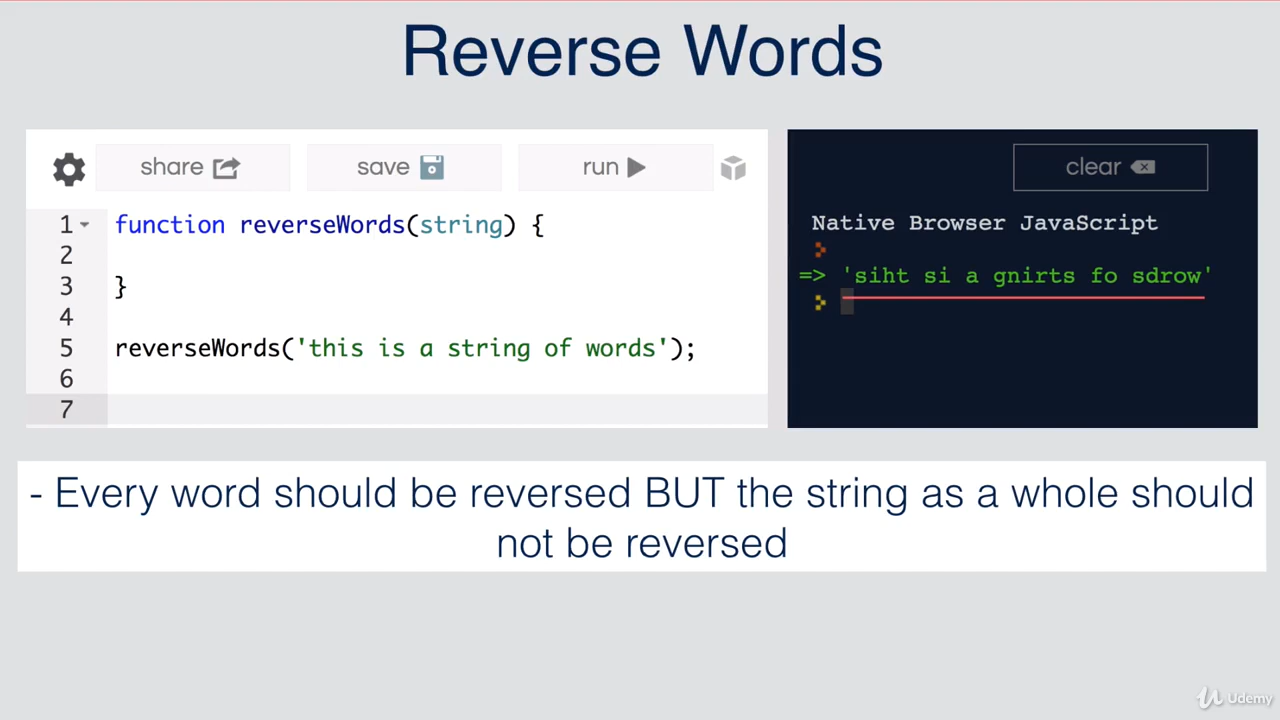 Reverse Words
share save run
1 function reverseWords(string) {
2
3 }
4
5 reverseWords('this is a string of words');
6
7
clear
Native Browser JavaScript
=> 'siht si a gnirts fo sdrow'
- Every word should be reversed BUT the string as a whole should
not be reversed
Udemy